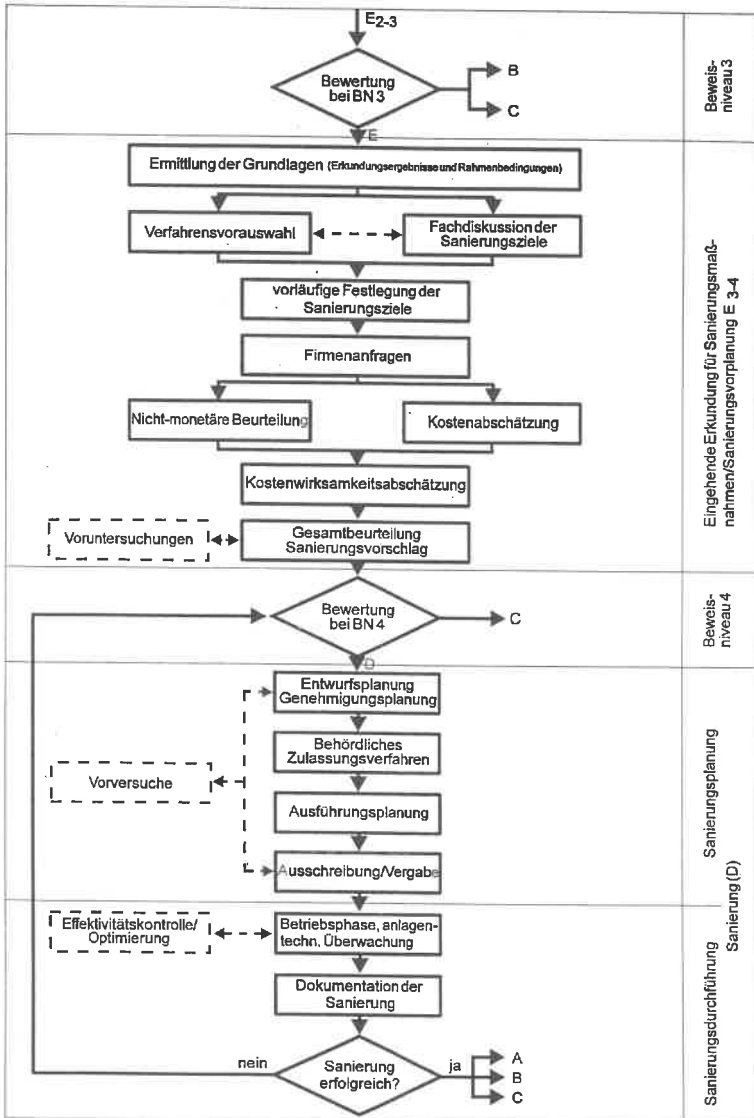 E2-3
Bewertung
bei BN 3
B
C
E
Ermittlung der Grundlagen (Erkundungsergebnisse und Rahmenbedingungen)
Verfahrensvorauswahl
Fachdiskussion der
Sanierungsziele
vorläufige Festlegung der
Sanierungsziele
Firmenanfragen
Nicht-monetäre Beurteilung
Kostenabschätzung
Kostenwirksamkeitsabschätzung
Voruntersuchungen
Gesamtbeurteilung
Sanierungsvorschlag
Bewertung
bei BN 4
C
D
Entwurfsplanung
Genehmigungsplanung
Behördliches
Zulassungsverfahren
Vorversuche
Ausführungsplanung
Ausschreibung/Vergabe
Effektivitätskontrolle/
Optimierung
Betriebsphase, anlagen-
techn. Überwachung
Dokumentation der
Sanierung
nein
Sanierung
erfolgreich?
ja
A
B
C
Beweis-
niveau 3
Eingehende Erkundung für Sanierungsmaß-
nahmen/Sanierungsvorplanung E 3-4
Beweis-
niveau 4
Sanierungsplanung
Sanierung (D)
Sanierungsdurchführung